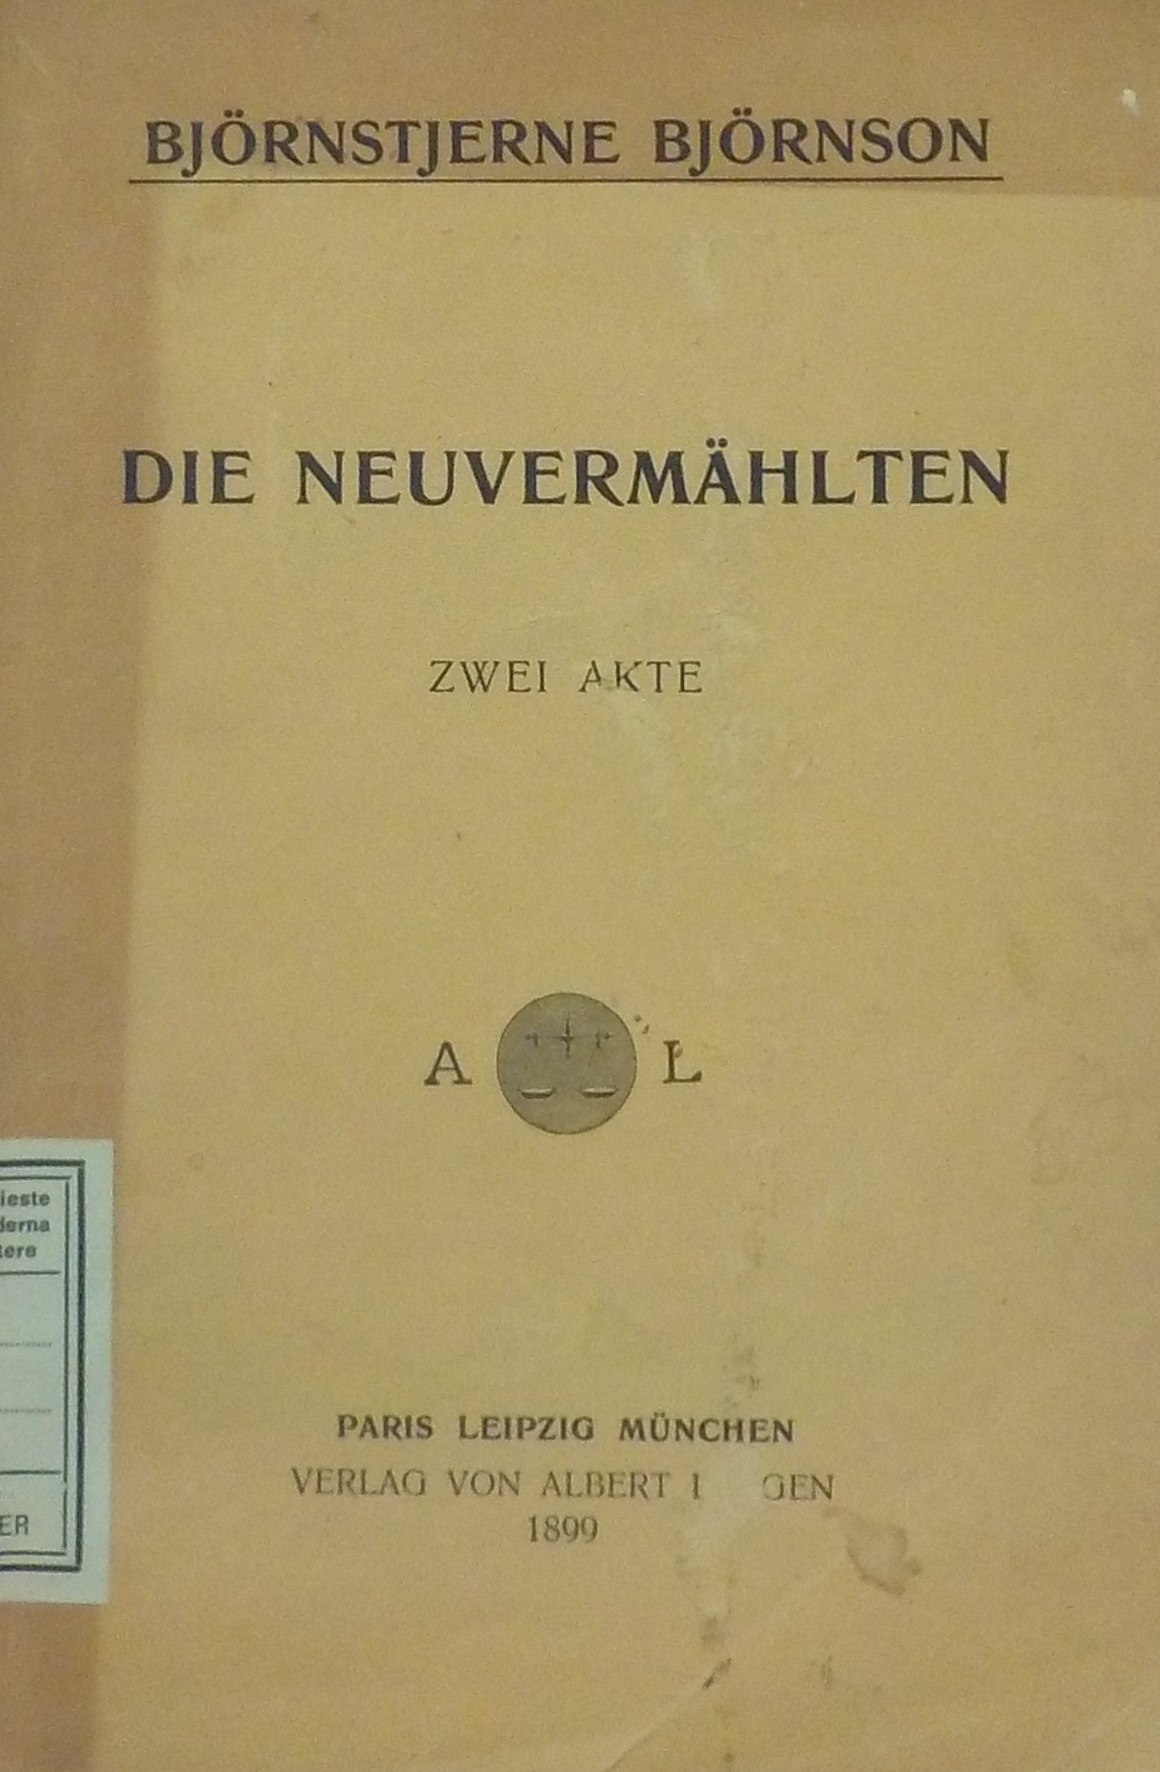 BJÖRNSTJERNE BJÖRNSON
DIE NEUVERMÄHLTEN
ZWEI AKTE
A L
PARIS LEIPZIG MÜNCHEN
VERLAG VON ALBERT
1899